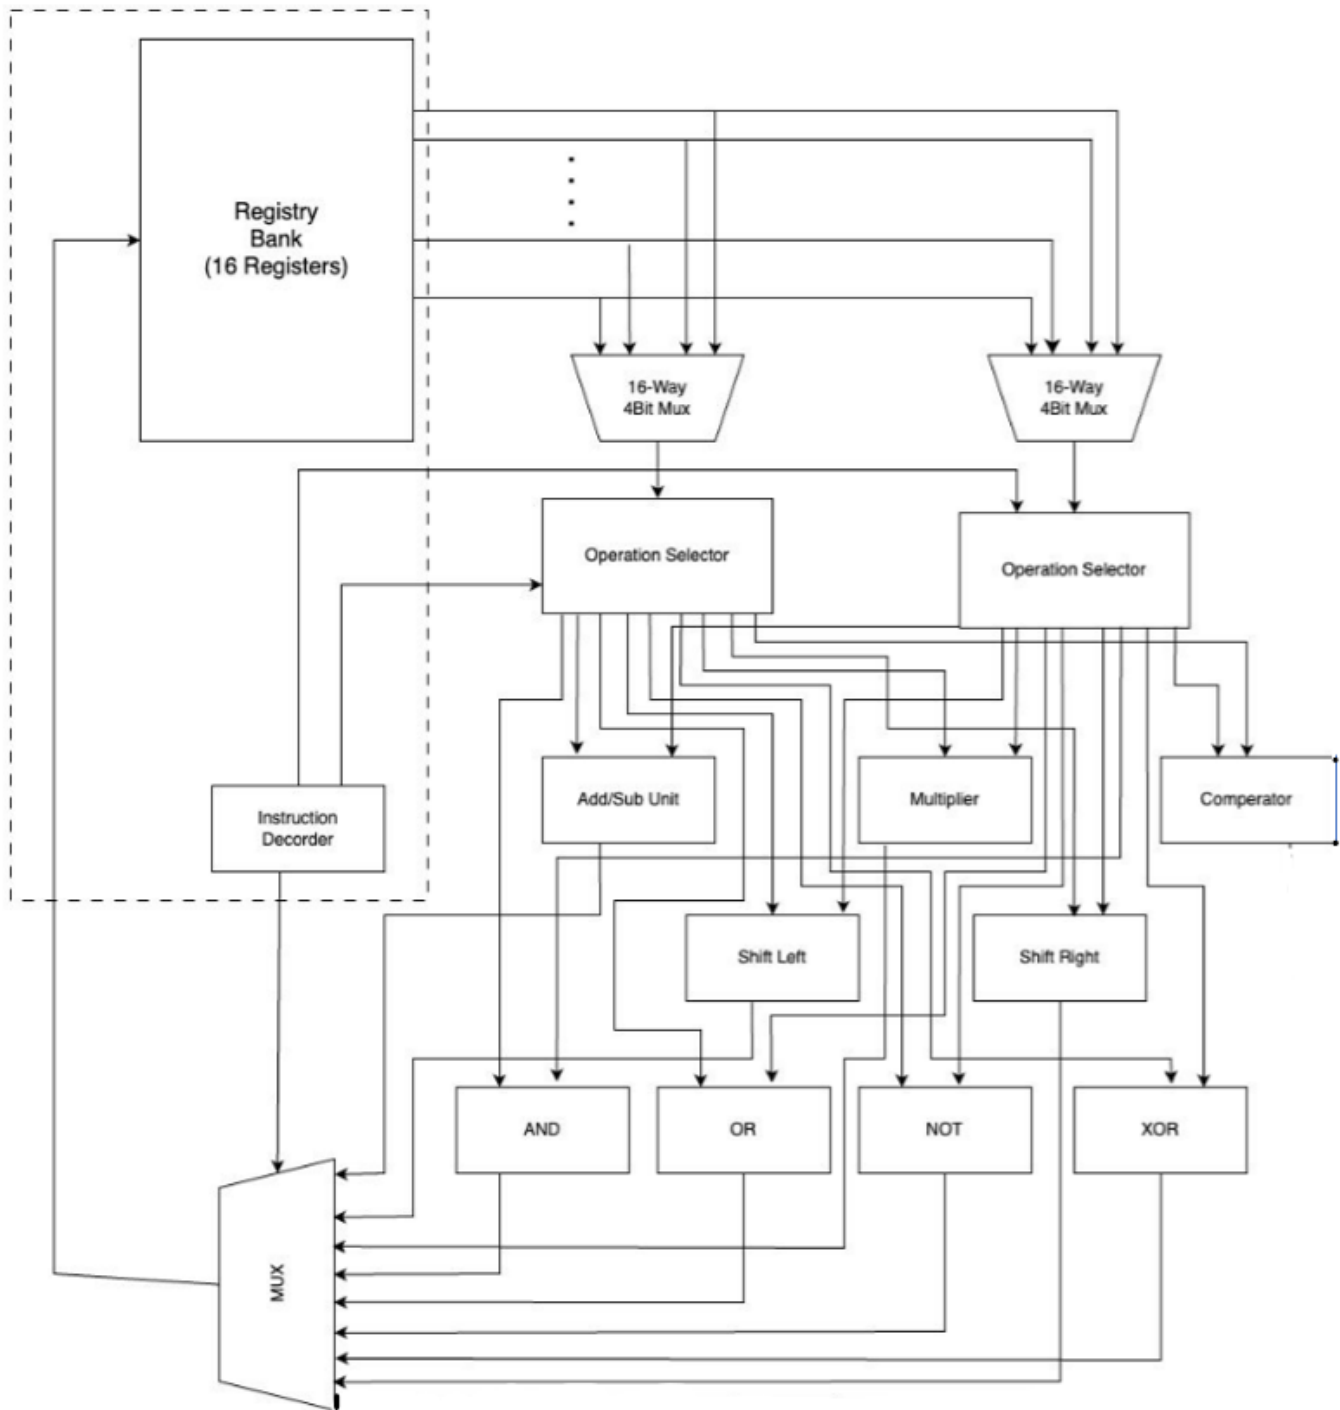 Registry
Bank
(16 Registers)
16-Way
4Bit Mux
16-Way
4Bit Mux
Operation Selector
Operation Selector
Instruction
Decorder
Add/Sub Unit
Multiplier
Comperator
Shift Left
Shift Right
AND
OR
NOT
XOR
MUX